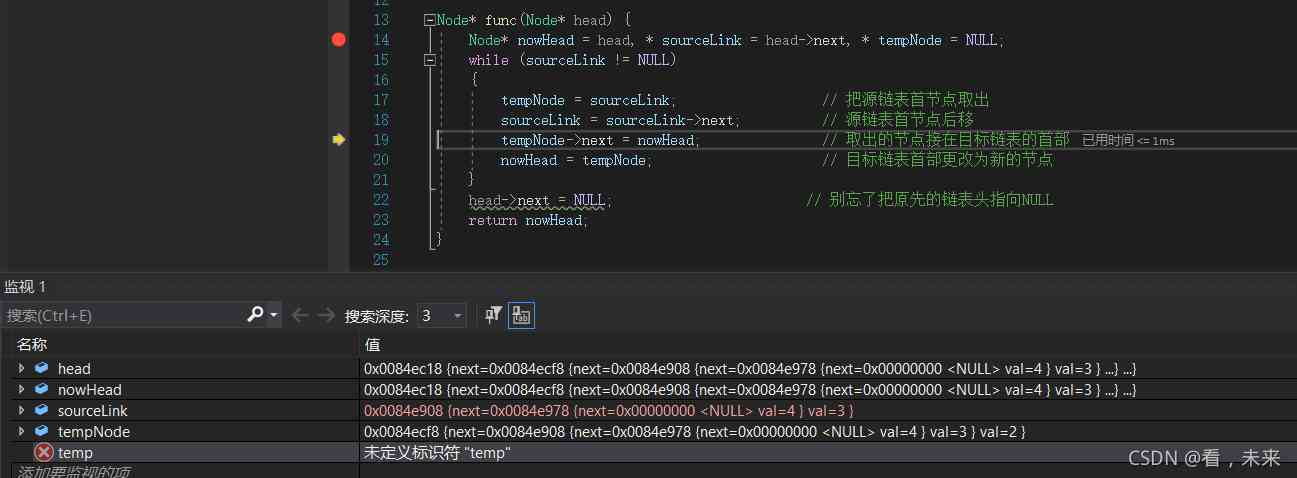 12
13 Node* func(Node* head) {
14 Node* nowHead = head, * sourceLink = head->next, * tempNode = NULL;
15 while (sourceLink != NULL)
16 {
17 tempNode = sourceLink; // 把源链表首节点取出
18 sourceLink = sourceLink->next; // 源链表首节点后移
19 tempNode->next = nowHead; // 取出的节点接在目标链表的首部 已用时间 <= 1ms
20 nowHead = tempNode; // 目标链表首部更改为新的节点
21 }
22 head->next = NULL; // 别忘了把原先的链表头指向NULL
23 return nowHead;
24 }
25
监视 1
搜索(Ctrl+E) 搜索深度: 3
名称 值
head 0x0084ec18 {next=0x0084ecf8 {next=0x0084e908 {next=0x0084e978 {next=0x00000000 <NULL> val=4 } val=3 } ...} ...}
nowHead 0x0084ec18 {next=0x0084ecf8 {next=0x0084e908 {next=0x0084e978 {next=0x00000000 <NULL> val=4 } val=3 } ...} ...}
sourceLink 0x0084e908 {next=0x0084e978 {next=0x00000000 <NULL> val=4 } val=3 }
tempNode 0x0084ecf8 {next=0x0084e908 {next=0x0084e978 {next=0x00000000 <NULL> val=4 } val=3 } val=2 }
temp 未定义标识符 "temp"
添加要监视的项
CSDN @看，未来